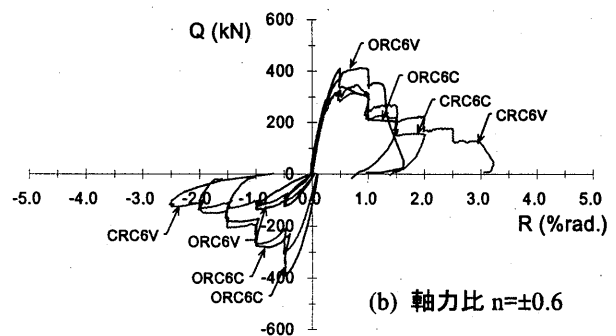 600
Q (kN)
ORC6V
400
ORC6C
CRC6C
200
CRC6V
0
-5.0 -4.0 -3.0 -2.0 -1.0 0.0 1.0 2.0 3.0 4.0 5.0
R (%rad.)
-200
CRC6V
ORC6V
ORC6C
-400
ORC6C
(b) 軸力比 n=±0.6
-600